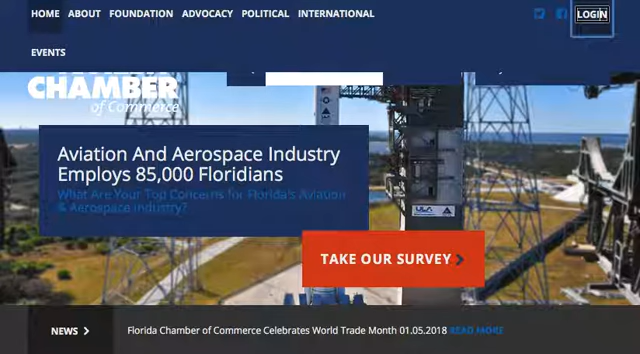 HOME ABOUT FOUNDATION ADVOCACY POLITICAL INTERNATIONAL
LOGIN
EVENTS
CHAMBER
of Commerce
Aviation And Aerospace Industry
Employs 85,000 Floridians
What Are Your Top Concerns for Florida's Aviation
& Aerospace Industry?
ULA
TAKE OUR SURVEY
NEWS
Florida Chamber of Commerce Celebrates World Trade Month 01.05.2018 READ MORE